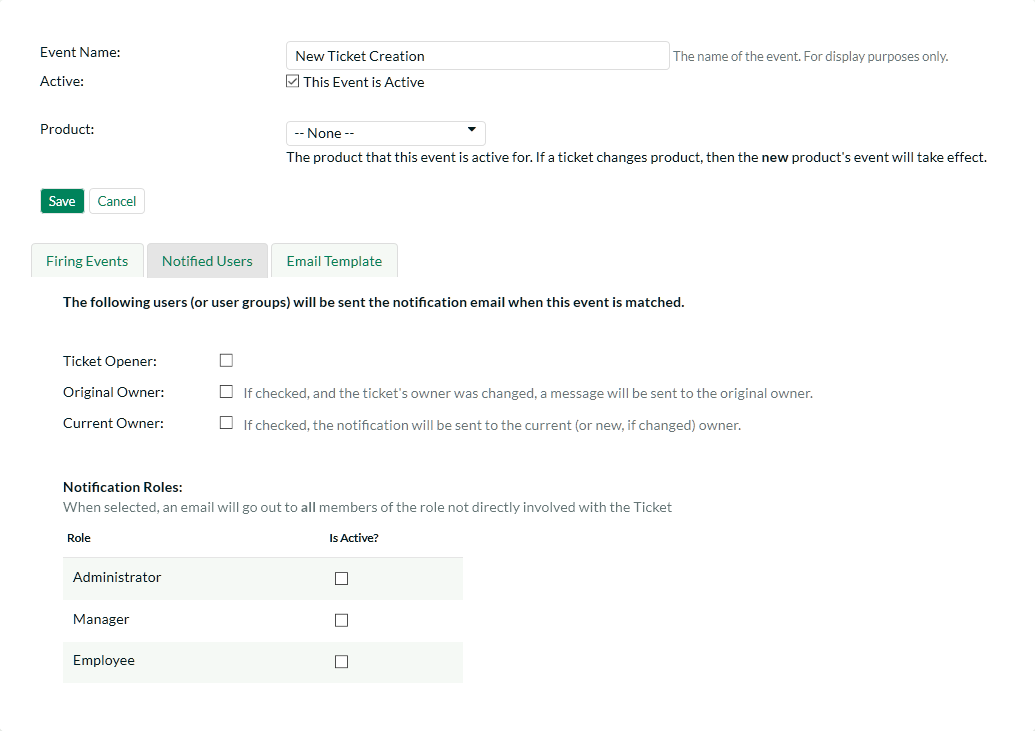 Event Name:
New Ticket Creation
The name of the event. For display purposes only.
Active:
This Event is Active
Product:
-- None --
The product that this event is active for. If a ticket changes product, then the new product's event will take effect.
Save Cancel
Firing Events Notified Users Email Template
The following users (or user groups) will be sent the notification email when this event is matched.
Ticket Opener:
Original Owner: If checked, and the ticket's owner was changed, a message will be sent to the original owner.
Current Owner: If checked, the notification will be sent to the current (or new, if changed) owner.
Notification Roles:
When selected, an email will go out to all members of the role not directly involved with the Ticket
Role Is Active?
Administrator
Manager
Employee